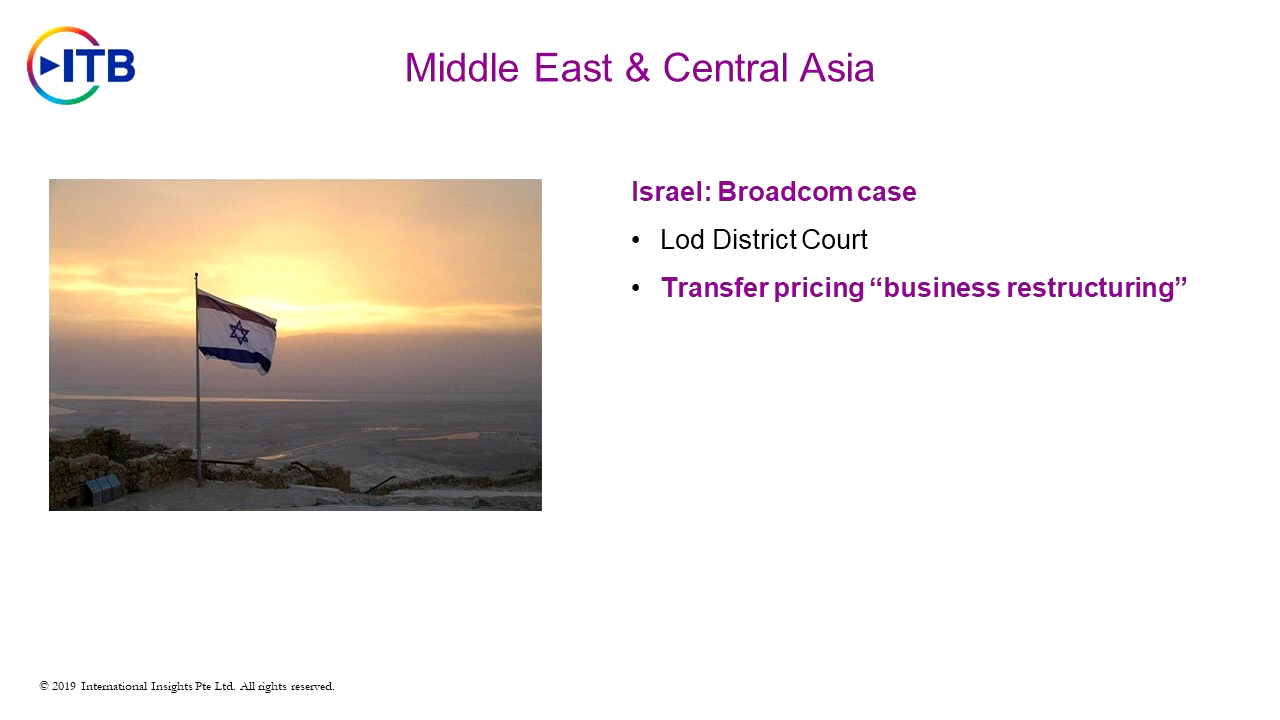 ITB
Middle East & Central Asia
Israel: Broadcom case
• Lod District Court
• Transfer pricing “business restructuring”
© 2019 International Insights Pte Ltd. All rights reserved.